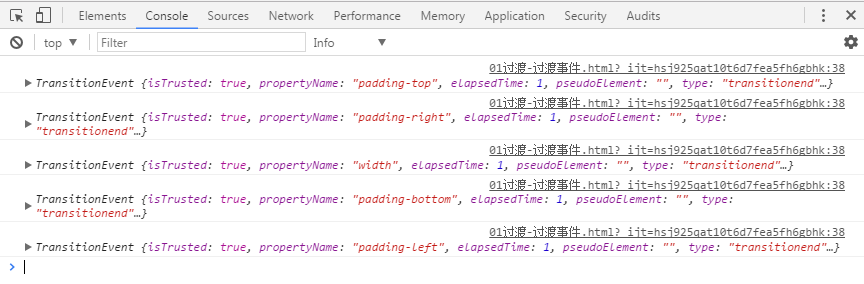 Elements Console Sources Network Performance Memory Application Security Audits
top Filter Info
01过渡-过渡事件.html?_ijt=hsj925qat10t6d7fea5fh6gbhk:38
TransitionEvent {isTrusted: true, propertyName: "padding-top", elapsedTime: 1, pseudoElement: "", type: "transitionend"…}
01过渡-过渡事件.html?_ijt=hsj925qat10t6d7fea5fh6gbhk:38
TransitionEvent {isTrusted: true, propertyName: "padding-right", elapsedTime: 1, pseudoElement: "", type:
"transitionend"…}
01过渡-过渡事件.html?_ijt=hsj925qat10t6d7fea5fh6gbhk:38
TransitionEvent {isTrusted: true, propertyName: "width", elapsedTime: 1, pseudoElement: "", type: "transitionend"…}
01过渡-过渡事件.html?_ijt=hsj925qat10t6d7fea5fh6gbhk:38
TransitionEvent {isTrusted: true, propertyName: "padding-bottom", elapsedTime: 1, pseudoElement: "", type:
"transitionend"…}
01过渡-过渡事件.html?_ijt=hsj925qat10t6d7fea5fh6gbhk:38
TransitionEvent {isTrusted: true, propertyName: "padding-left", elapsedTime: 1, pseudoElement: "", type: "transitionend"…}